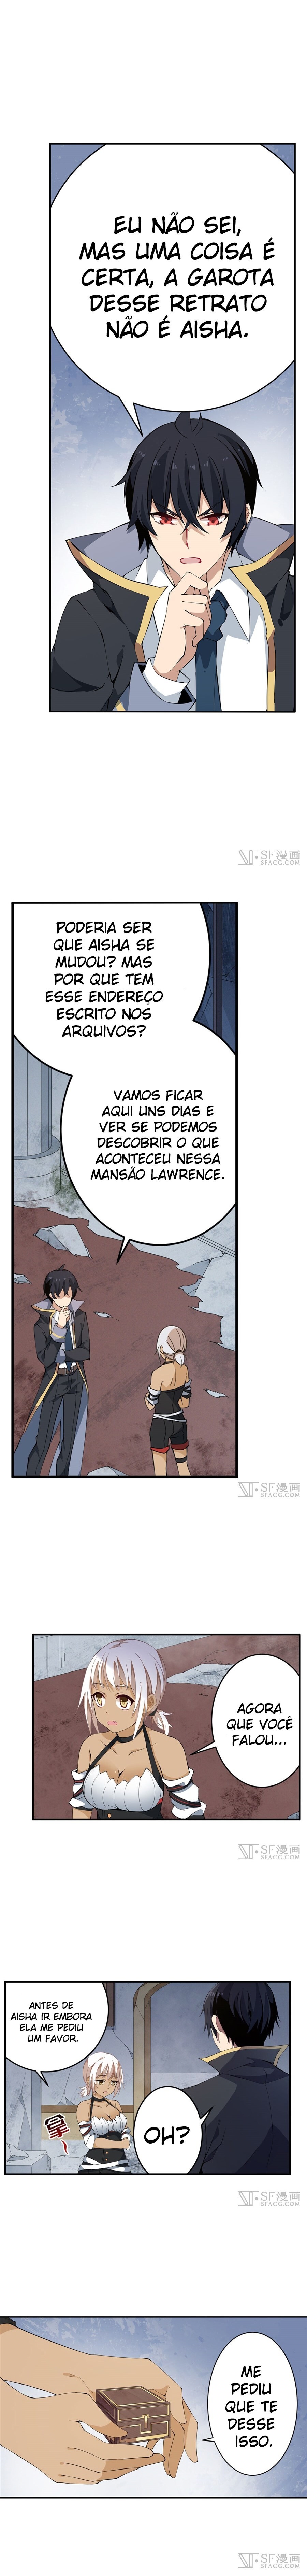 EU NÃO SEI,
MAS UMA COISA É
CERTA, A GAROTA
DESSE RETRATO
NÃO É AISHA.
SF漫画
SFACG.COM
PODERIA SER
QUE AISHA SE
MUDOU? MAS
POR QUE TEM
ESSE ENDEREÇO
ESCRITO NOS
ARQUIVOS?
VAMOS FICAR
AQUI UNS DIAS E
VER SE PODEMOS
DESCOBRIR O QUE
ACONTECEU NESSA
MANSÃO LAWRENCE.
SF漫画
SFACG.COM
AGORA
QUE VOCÊ
FALOU...
SF漫画
SFACG.COM
ANTES DE
AISHA IR EMBORA
ELA ME PEDIU
UM FAVOR.
OH?
拿
SF漫画
SFACG.COM
ME
PEDIU
QUE TE
DESSE
ISSO.
SF漫画
SFACG.COM